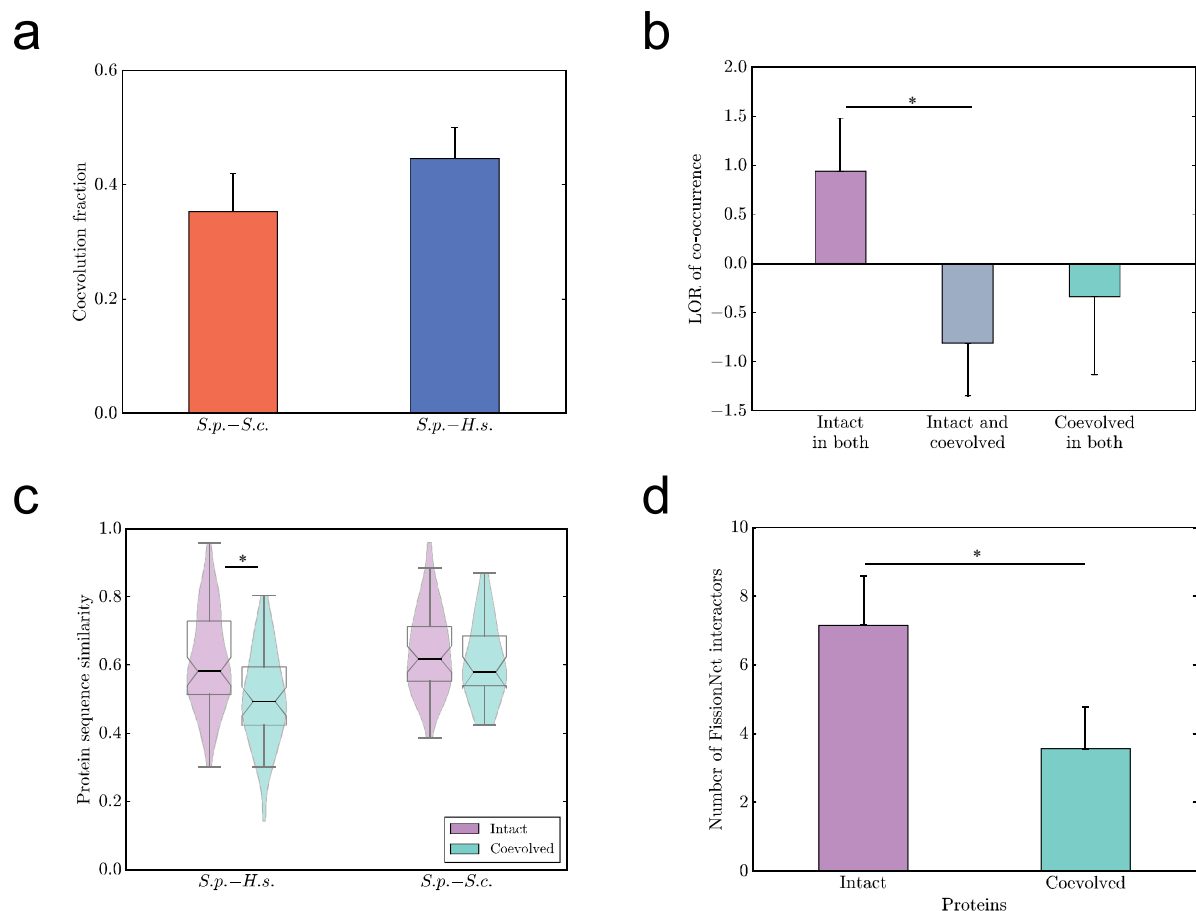 a
0.6
0.4
0.2
0.0
Coevolution fraction
S.p.−S.c.
S.p.−H.s.
b
2.0
1.5
1.0
0.5
0.0
−0.5
−1.0
−1.5
LOR of co-occurrence
*
Intact
in both
Intact and
coevolved
Coevolved
in both
c
1.0
0.8
0.6
0.4
0.2
0.0
Protein sequence similarity
*
Intact
Coevolved
S.p.−H.s.
S.p.−S.c.
d
10
8
6
4
2
0
Number of FissionNet interactors
*
Intact
Coevolved
Proteins